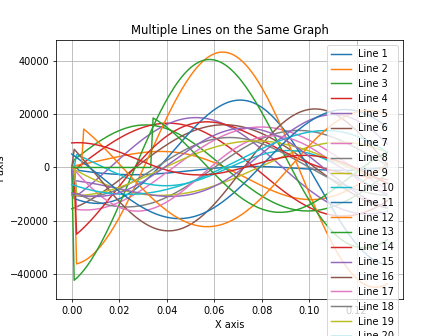 Multiple Lines on the Same Graph
40000
20000
0
−20000
−40000
0.00
0.02
0.04
0.06
0.08
0.10
X axis
axis
Line 1
Line 2
Line 3
Line 4
Line 5
Line 6
Line 7
Line 8
Line 9
Line 10
Line 11
Line 12
Line 13
Line 14
Line 15
Line 16
Line 17
Line 18
Line 19
Line 20